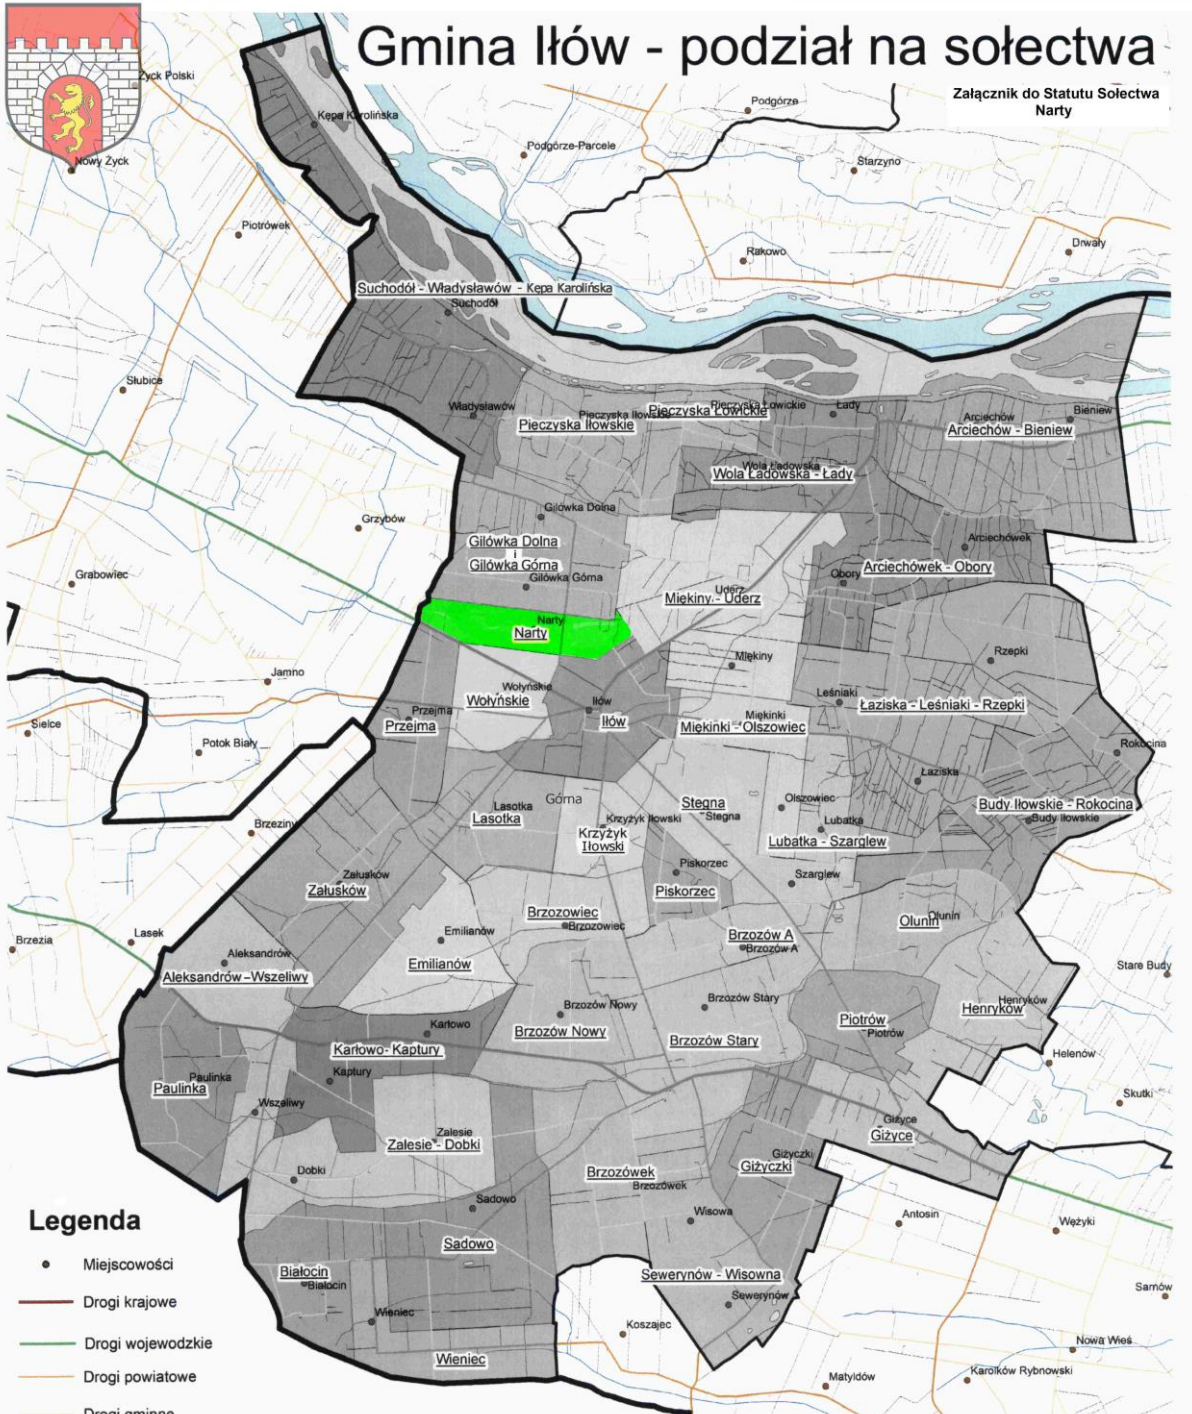 Gmina Iłów - podział na sołectwa
Załącznik do Statutu Sołectwa
Narty
Życk Polski
Nowy Życk
Kępa Karolińska
Podgórze
Podgórze-Parcele
Starzyno
Piotrówek
Rakowo
Drwały
Suchodół - Władysławów - Kępa Karolińska
Suchodół
Słubice
Władysławów
Pieczyska Iłowskie
Pieczyska Iłowskie
Pieczyska Łowickie
Pieczyska Łowickie
Łady
Arciechów
Bieniew
Arciechów - Bieniew
Wola Ładowska
Wola Ładowska - Łady
Grzybów
Gilówka Dolna
Gilówka Dolna
i
Gilówka Górna
Gilówka Górna
Arciechówek
Arciechówek - Obory
Obory
Grabowiec
Uderz
Miękiny - Uderz
Narty
Narty
Miękiny
Rzepki
Jamno
Wołyńskie
Wołyńskie
Iłów
Iłów
Leśniaki
Łaziska - Leśniaki - Rzepki
Przejma
Przejma
Miękinki
Miękinki - Olszowiec
Sielce
Potok Biały
Rokocina
Łaziska
Górna
Lasotka
Lasotka
Stegna
Stegna
Olszowiec
Budy Iłowskie - Rokocina
Budy Iłowskie
Brzeziny
Krzyżyk Iłowski
Krzyżyk
Iłowski
Lubatka
Lubatka - Szarglew
Piskorzec
Piskorzec
Szarglew
Załusków
Załusków
Brzozowiec
Brzozowiec
Olunin
Olunin
Emilianów
Emilianów
Brzozów A
Brzozów A
Brzezia
Lasek
Aleksandrów
Aleksandrów - Wszeliwy
Stare Budy
Brzozów Nowy
Brzozów Nowy
Brzozów Stary
Brzozów Stary
Piotrów
Piotrów
Henryków
Henryków
Karłowo
Karłowo - Kaptury
Kaptury
Helenów
Paulinka
Paulinka
Wszeliwy
Skutki
Giżyce
Giżyce
Zalesie
Zalesie - Dobki
Dobki
Brzozówek
Brzozówek
Giżyczki
Giżyczki
Sadowo
Sadowo
Wisowa
Antosin
Wężyki
Białocin
Białocin
Sewerynów - Wisowna
Sewerynów
Sarnów
Wieniec
Wieniec
Koszajec
Nowa Wieś
Matyldów
Karolków Rybnowski
Legenda
Miejscowości
Drogi krajowe
Drogi wojewodzkie
Drogi powiatowe
Drogi gminne